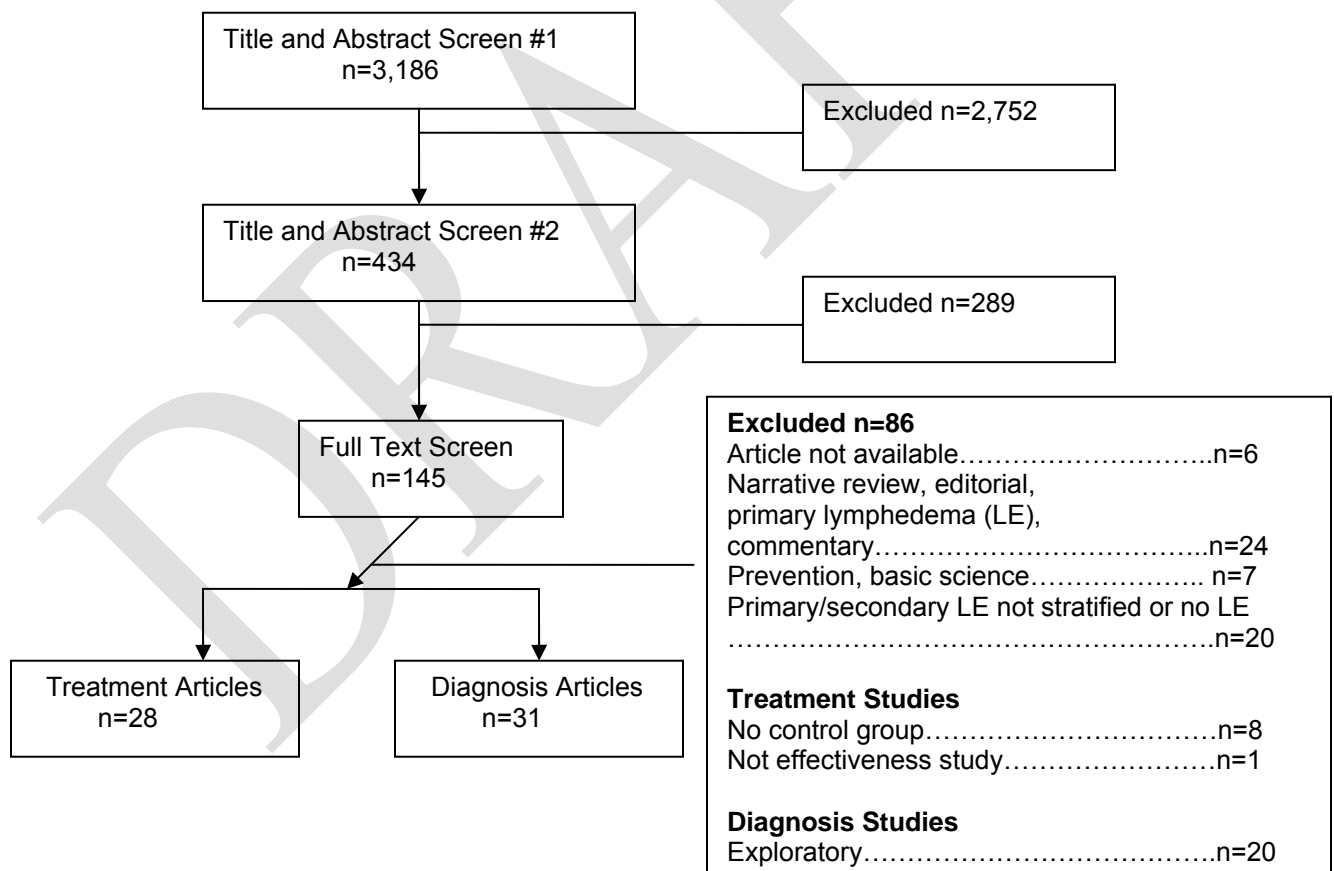 Title and Abstract Screen #1
n=3,186
Excluded n=2,752
Title and Abstract Screen #2
n=434
Excluded n=289
Full Text Screen
n=145
Excluded n=86
Article not available………………………..n=6
Narrative review, editorial,
primary lymphedema (LE),
commentary………………………………..n=24
Prevention, basic science……………….. n=7
Primary/secondary LE not stratified or no LE
…………………………………………….n=20
Treatment Studies
No control group……………………………n=8
Not effectiveness study……………………n=1
Diagnosis Studies
Exploratory………………………………….n=20
Treatment Articles
n=28
Diagnosis Articles
n=31
DRAF